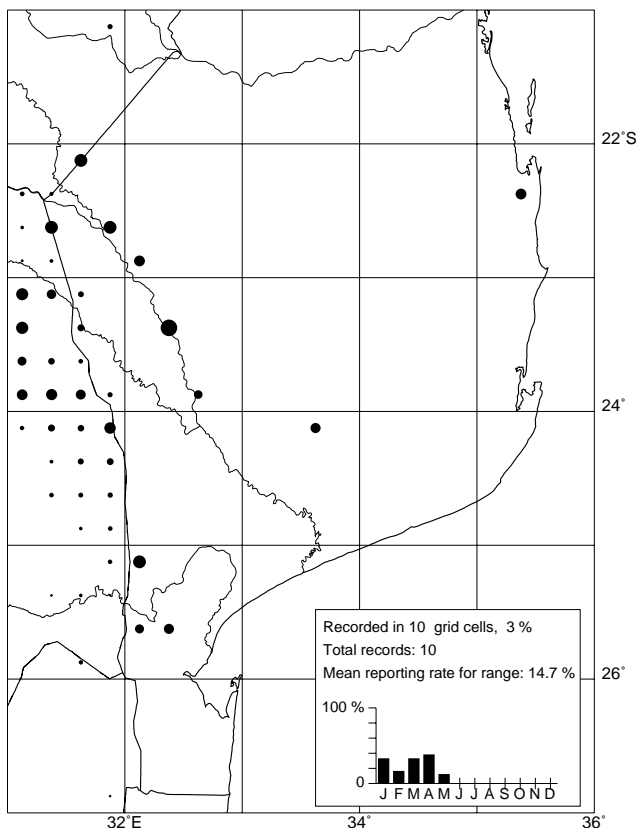 22˚S
24˚
26˚
Recorded in 10 grid cells, 3 %
Total records: 10
Mean reporting rate for range: 14.7 %
100 %
0
J F M A M J J A S O N D
32˚E 34˚ 36˚